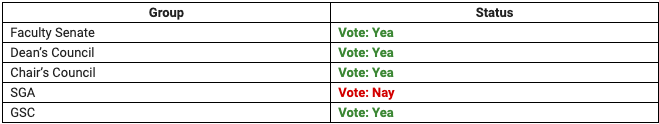 Group Status
Faculty Senate Vote: Yea
Dean's Council Vote: Yea
Chair's Council Vote: Yea
SGA Vote: Nay
GSC Vote: Yea